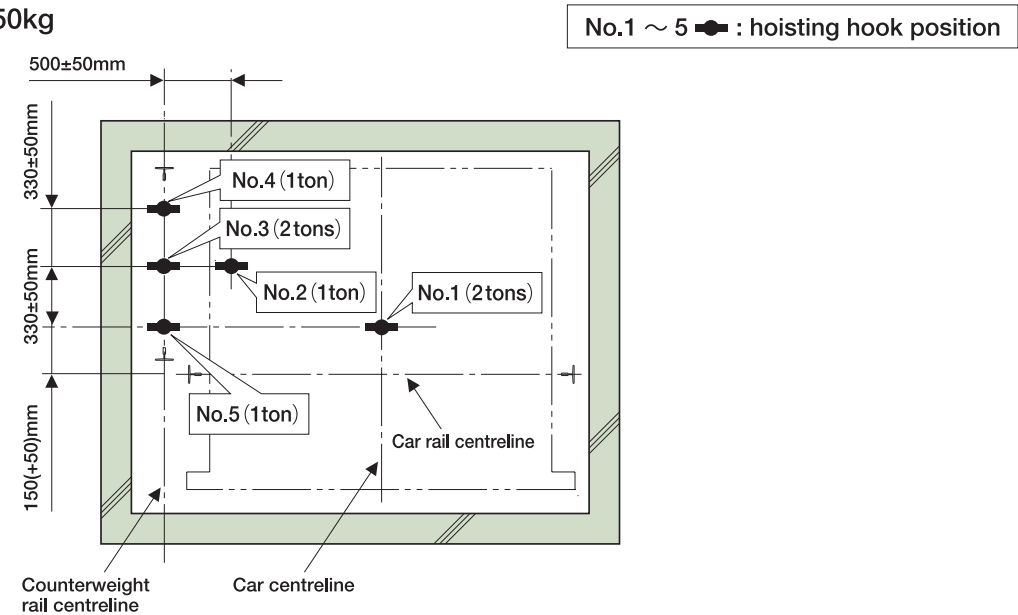 50kg
No.1 ～ 5 : hoisting hook position
500±50mm
330±50mm
330±50mm
150(+50)mm
No.4 (1ton)
No.3 (2tons)
No.2 (1ton)
No.1 (2tons)
No.5 (1ton)
Car rail centreline
Counterweight
rail centreline
Car centreline